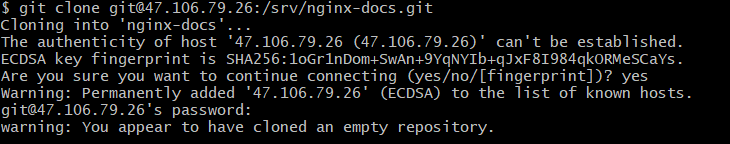 $ git clone git@47.106.79.26:/srv/nginx-docs.git
Cloning into 'nginx-docs'...
The authenticity of host '47.106.79.26 (47.106.79.26)' can't be established.
ECDSA key fingerprint is SHA256:1oGr1nDom+SwAn+9YqNYIb+qJxF8I984qkORMeSCaYs.
Are you sure you want to continue connecting (yes/no/[fingerprint])? yes
Warning: Permanently added '47.106.79.26' (ECDSA) to the list of known hosts.
git@47.106.79.26's password:
warning: You appear to have cloned an empty repository.